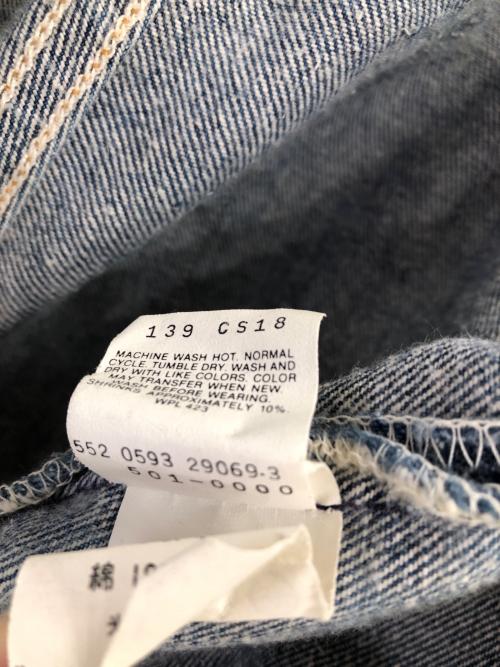 139 CS18
MACHINE WASH HOT. NORMAL
CYCLE. TUMBLE DRY. WASH AND
DRY WITH LIKE COLORS. COLOR
MAY TRANSFER WHEN NEW.
WASH BEFORE WEARING.
SHRINKS APPROXIMATELY 10%.
WPL 423
552 0593 29069-3
501-0000
綿